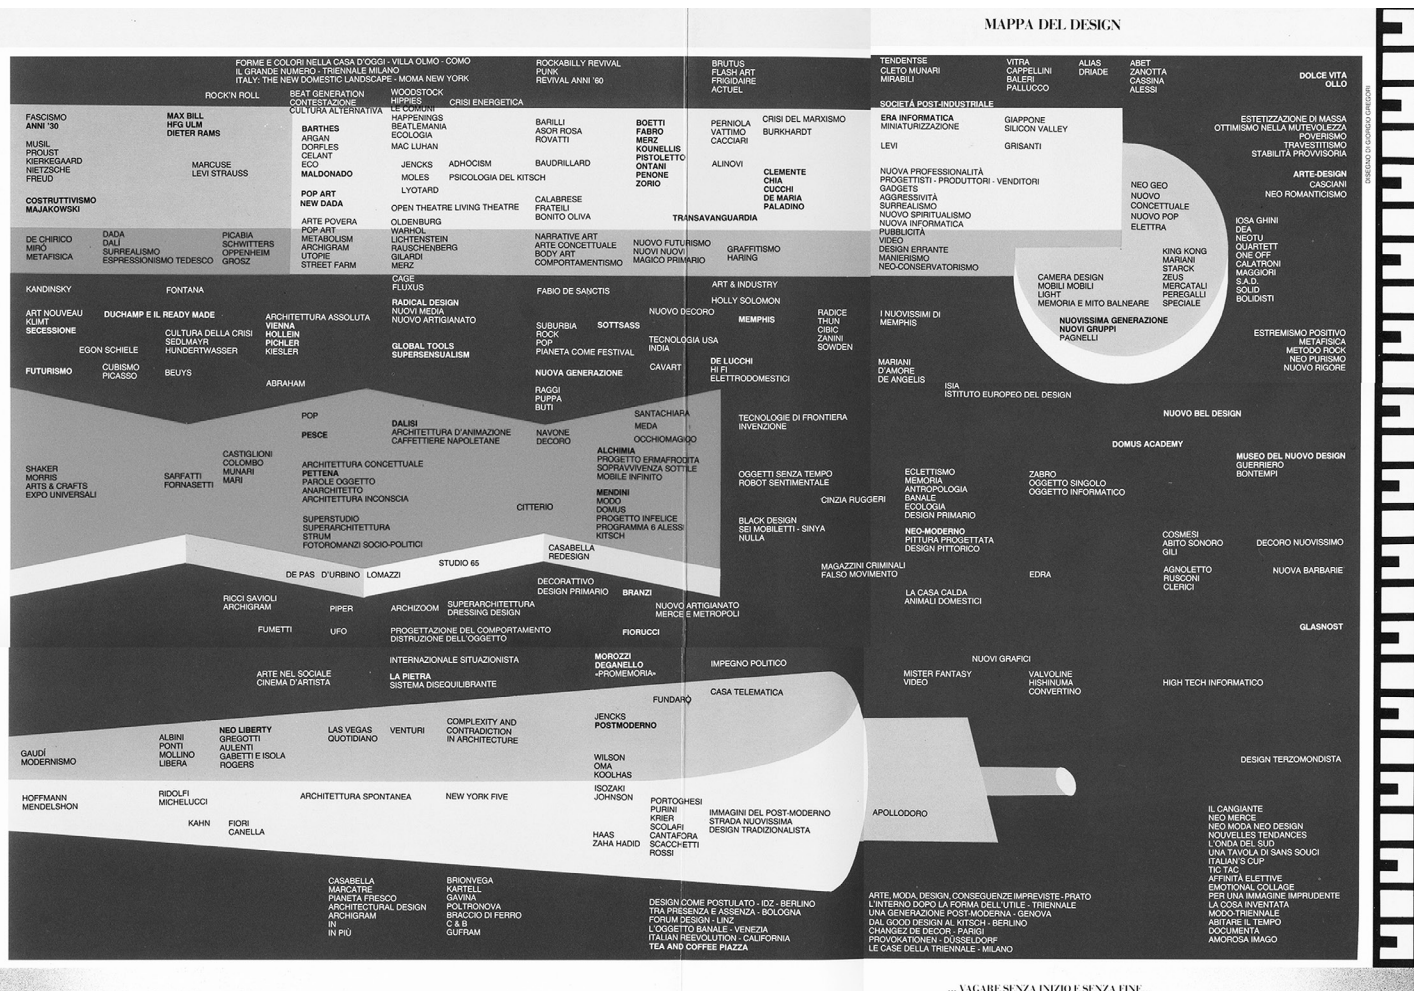 MAPPA DEL DESIGN
DISEGNO DI GIORGIO GREGORI
FORME E COLORI NELLA CASA D'OGGI - VILLA OLMO - COMO
IL GRANDE NUMERO - TRIENNALE MILANO
ITALY: THE NEW DOMESTIC LANDSCAPE - MOMA NEW YORK
ROCKABILLY REVIVAL
PUNK
REVIVAL ANNI '60
BRUTUS
FLASH ART
FRIGIDAIRE
ACTUEL
TENDENTSE
CLETO MUNARI
MIRABILI
VITRA
CAPPELLINI
BALERI
PALLUCCO
ALIAS
DRIADE
ABET
ZANOTTA
CASSINA
ALESSI
DOLCE VITA
OLLO
ROCK'N ROLL
BEAT GENERATION
CONTESTAZIONE
CULTURA ALTERNATIVA
WOODSTOCK
HIPPIES
LE COMUNI
HAPPENINGS
BEATLEMANIA
ECOLOGIA
MAC LUHAN
CRISI ENERGETICA
SOCIETÁ POST-INDUSTRIALE
FASCISMO
ANNI '30
MUSIL
PROUST
KIERKEGAARD
NIETZSCHE
FREUD
COSTRUTTIVISMO
MAJAKOWSKI
MAX BILL
HFG ULM
DIETER RAMS
MARCUSE
LEVI STRAUSS
BARTHES
ARGAN
DORFLES
CELANT
ECO
MALDONADO
POP ART
NEW DADA
JENCKS
MOLES
LYOTARD
ADHOCISM
PSICOLOGIA DEL KITSCH
OPEN THEATRE LIVING THEATRE
BARILLI
ASOR ROSA
ROVATTI
BAUDRILLARD
CALABRESE
FRATEILI
BONITO OLIVA
BOETTI
FABRO
MERZ
KOUNELLIS
PISTOLETTO
ONTANI
PENONE
ZORIO
PERNIOLA
VATTIMO
CACCIARI
ALINOVI
CRISI DEL MARXISMO
BURKHARDT
CLEMENTE
CHIA
CUCCHI
DE MARIA
PALADINO
TRANSAVANGUARDIA
ERA INFORMATICA
MINIATURIZZAZIONE
LEVI
GIAPPONE
SILICON VALLEY
GRISANTI
NUOVA PROFESSIONALITÀ
PROGETTISTI - PRODUTTORI - VENDITORI
GADGETS
AGGRESSIVITÀ
SURREALISMO
NUOVO SPIRITUALISMO
NUOVA INFORMATICA
PUBBLICITÀ
VIDEO
DESIGN ERRANTE
MANIERISMO
NEO-CONSERVATORISMO
ESTETIZZAZIONE DI MASSA
OTTIMISMO NELLA MUTEVOLEZZA
POVERISMO
TRAVESTITISMO
STABILITÀ PROVVISORIA
ARTE-DESIGN
CASCIANI
NEO ROMANTICISMO
NEO GEO
NUOVO
CONCETTUALE
NUOVO POP
ELETTRA
KING KONG
MARIANI
STARCK
ZEUS
MERCATALI
PEREGALLI
SPECIALE
CAMERA DESIGN
MOBILI MOBILI
LIGHT
MEMORIA E MITO BALNEARE
NUOVISSIMA GENERAZIONE
NUOVI GRUPPI
PAGNELLI
IOSA GHINI
DEA
NEOTU
QUARTETT
ONE OFF
CALATRONI
MAGGIORI
S.A.D.
SOLID
BOLIDISTI
DE CHIRICO
MIRÒ
METAFISICA
DADA
DALÌ
SURREALISMO
ESPRESSIONISMO TEDESCO
PICABIA
SCHWITTERS
OPPENHEIM
GROSZ
ARTE POVERA
POP ART
METABOLISM
ARCHIGRAM
UTOPIE
STREET FARM
OLDENBURG
WARHOL
LICHTENSTEIN
RAUSCHENBERG
GILARDI
MERZ
CAGE
FLUXUS
NARRATIVE ART
ARTE CONCETTUALE
BODY ART
COMPORTAMENTISMO
NUOVO FUTURISMO
NUOVI NUOVI
MAGICO PRIMARIO
GRAFFITISMO
HARING
KANDINSKY
FONTANA
RADICAL DESIGN
NUOVI MEDIA
NUOVO ARTIGIANATO
FABIO DE SANCTIS
ART & INDUSTRY
HOLLY SOLOMON
NUOVO DECORO
MEMPHIS
ART NOUVEAU
KLIMT
SECESSIONE
DUCHAMP E IL READY MADE
EGON SCHIELE
CULTURA DELLA CRISI
SEDLMAYR
HUNDERTWASSER
ARCHITETTURA ASSOLUTA
VIENNA
HOLLEIN
PICHLER
KIESLER
GLOBAL TOOLS
SUPERSENSUALISM
SUBURBIA
ROCK
POP
PIANETA COME FESTIVAL
SOTTSASS
TECNOLOGIA USA
INDIA
RADICE
THUN
CIBIC
ZANINI
SOWDEN
I NUOVISSIMI DI
MEMPHIS
ESTREMISMO POSITIVO
METAFISICA
METODO ROCK
NEO PURISMO
NUOVO RIGORE
FUTURISMO
CUBISMO
PICASSO
BEUYS
ABRAHAM
NUOVA GENERAZIONE
CAVART
DE LUCCHI
HI FI
ELETTRODOMESTICI
MARIANI
D'AMORE
DE ANGELIS
ISIA
ISTITUTO EUROPEO DEL DESIGN
RAGGI
PUPPA
BUTI
POP
PESCE
DALISI
ARCHITETTURA D'ANIMAZIONE
CAFFETTIERE NAPOLETANE
NAVONE
DECORO
SANTACHIARA
MEDA
OCCHIOMAGICO
TECNOLOGIE DI FRONTIERA
INVENZIONE
NUOVO BEL DESIGN
DOMUS ACADEMY
MUSEO DEL NUOVO DESIGN
GUERRIERO
BONTEMPI
SHAKER
MORRIS
ARTS & CRAFTS
EXPO UNIVERSALI
SARFATTI
FORNASETTI
CASTIGLIONI
COLOMBO
MUNARI
MARI
ARCHITETTURA CONCETTUALE
PETTENA
PAROLE OGGETTO
ANARCHITETTO
ARCHITETTURA INCONSCIA
ALCHIMIA
PROGETTO ERMAFRODITA
SOPRAVVIVENZA SOTTILE
MOBILE INFINITO
MENDINI
MODO
DOMUS
PROGETTO INFELICE
PROGRAMMA 6 ALESSI
KITSCH
OGGETTI SENZA TEMPO
ROBOT SENTIMENTALE
CINZIA RUGGERI
ECLETTISMO
MEMORIA
ANTROPOLOGIA
BANALE
ECOLOGIA
DESIGN PRIMARIO
ZABRO
OGGETTO SINGOLO
OGGETTO INFORMATICO
CITTERIO
SUPERSTUDIO
SUPERARCHITETTURA
STRUM
FOTOROMANZI SOCIO-POLITICI
BLACK DESIGN
SEI MOBILETTI - SINYA
NULLA
NEO-MODERNO
PITTURA PROGETTATA
DESIGN PITTORICO
COSMESI
ABITO SONORO
GILI
DECORO NUOVISSIMO
CASABELLA
REDESIGN
STUDIO 65
DE PAS D'URBINO LOMAZZI
DECORATTIVO
DESIGN PRIMARIO
BRANZI
MAGAZZINI CRIMINALI
FALSO MOVIMENTO
EDRA
AGNOLETTO
RUSCONI
CLERICI
NUOVA BARBARIE
RICCI SAVIOLI
ARCHIGRAM
PIPER
ARCHIZOOM
SUPERARCHITETTURA
DRESSING DESIGN
NUOVO ARTIGIANATO
MERCE E METROPOLI
LA CASA CALDA
ANIMALI DOMESTICI
FUMETTI
UFO
PROGETTAZIONE DEL COMPORTAMENTO
DISTRUZIONE DELL'OGGETTO
FIORUCCI
GLASNOST
INTERNAZIONALE SITUAZIONISTA
MOROZZI
DEGANELLO
«PROMEMORIA»
IMPEGNO POLITICO
NUOVI GRAFICI
ARTE NEL SOCIALE
CINEMA D'ARTISTA
LA PIETRA
SISTEMA DISEQUILIBRANTE
MISTER FANTASY
VIDEO
VALVOLINE
HISHINUMA
CONVERTINO
HIGH TECH INFORMATICO
FUNDARÒ
CASA TELEMATICA
GAUDÍ
MODERNISMO
ALBINI
PONTI
MOLLINO
LIBERA
NEO LIBERTY
GREGOTTI
AULENTI
GABETTI E ISOLA
ROGERS
LAS VEGAS
QUOTIDIANO
VENTURI
COMPLEXITY AND
CONTRADICTION
IN ARCHITECTURE
JENCKS
POSTMODERNO
WILSON
OMA
KOOLHAS
DESIGN TERZOMONDISTA
HOFFMANN
MENDELSHON
RIDOLFI
MICHELUCCI
KAHN
FIORI
CANELLA
ARCHITETTURA SPONTANEA
NEW YORK FIVE
ISOZAKI
JOHNSON
HAAS
ZAHA HADID
PORTOGHESI
PURINI
KRIER
SCOLARI
CANTAFORA
SCACCHETTI
ROSSI
IMMAGINI DEL POST-MODERNO
STRADA NUOVISSIMA
DESIGN TRADIZIONALISTA
APOLLODORO
IL CANGIANTE
NEO MERCE
NEO MODA NEO DESIGN
NOUVELLES TENDANCES
L'ONDA DEL SUD
UNA TAVOLA DI SANS SOUCI
ITALIAN'S CUP
TIC TAC
AFFINITÀ ELETTIVE
EMOTIONAL COLLAGE
PER UNA IMMAGINE IMPRUDENTE
LA COSA INVENTATA
MODO-TRIENNALE
ABITARE IL TEMPO
DOCUMENTA
AMOROSA IMAGO
CASABELLA
MARCATRE
PIANETA FRESCO
ARCHITECTURAL DESIGN
ARCHIGRAM
IN
IN PIÙ
BRIONVEGA
KARTELL
GAVINA
POLTRONOVA
BRACCIO DI FERRO
C & B
GUFRAM
DESIGN COME POSTULATO - IDZ - BERLINO
TRA PRESENZA E ASSENZA - BOLOGNA
FORUM DESIGN - LINZ
L'OGGETTO BANALE - VENEZIA
ITALIAN REEVOLUTION - CALIFORNIA
TEA AND COFFEE PIAZZA
ARTE, MODA, DESIGN, CONSEGUENZE IMPREVISTE - PRATO
L'INTERNO DOPO LA FORMA DELL'UTILE - TRIENNALE
UNA GENERAZIONE POST-MODERNA - GENOVA
DAL GOOD DESIGN AL KITSCH - BERLINO
CHANGEZ DE DECOR - PARIGI
PROVOKATIONEN - DÜSSELDORF
LE CASE DELLA TRIENNALE - MILANO
... VAGARE SENZA INIZIO E SENZA FINE